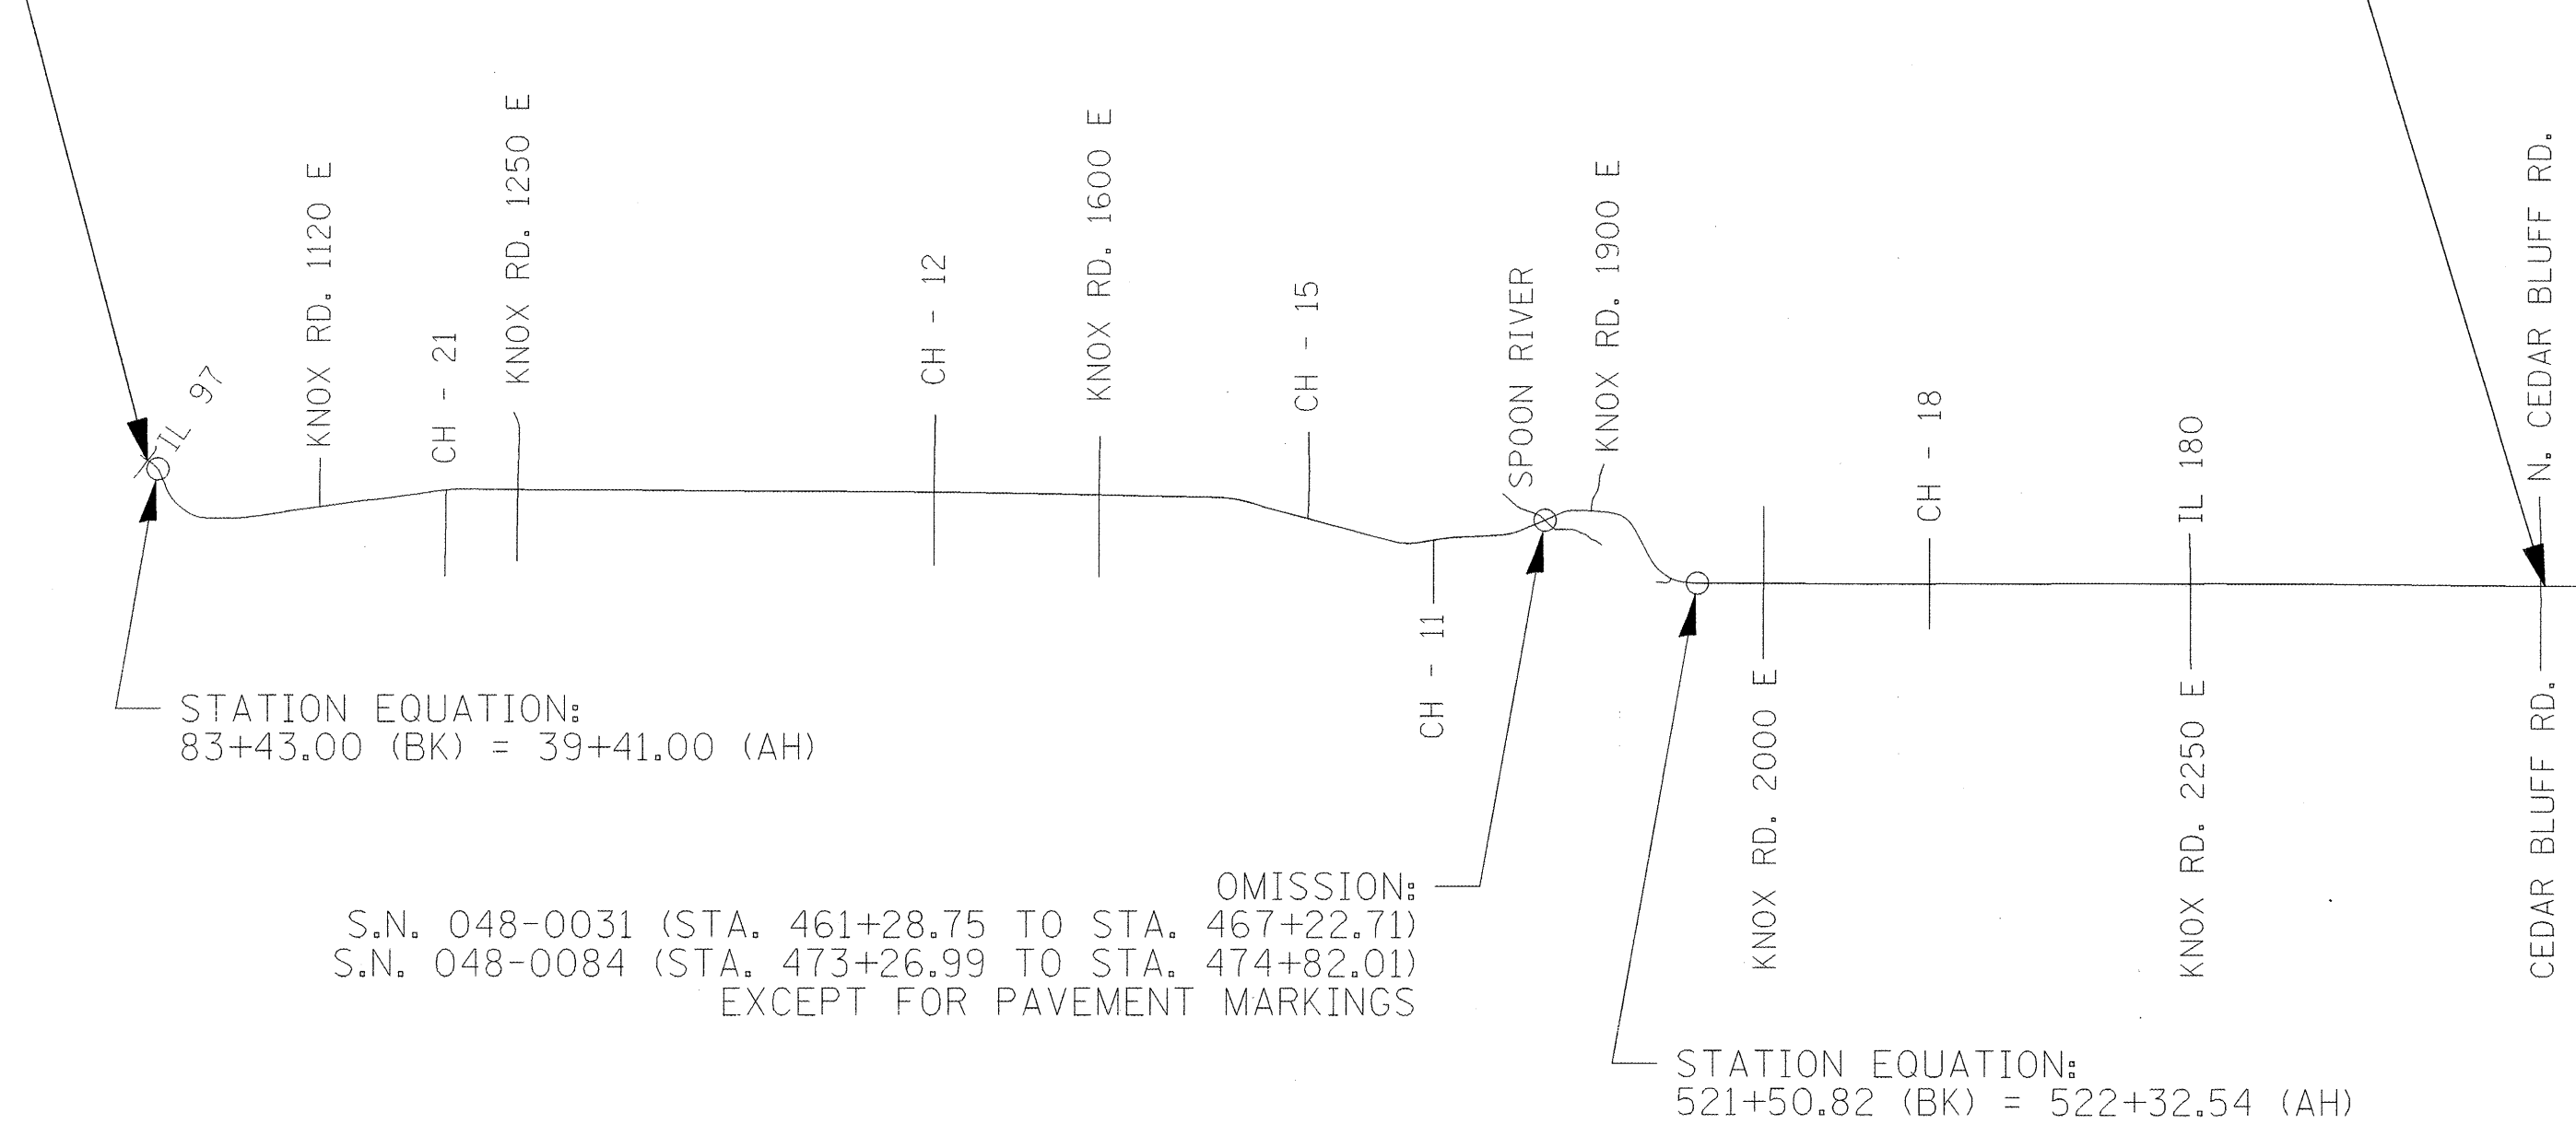 IL 97
KNOX RD. 1120 E
CH - 21
KNOX RD. 1250 E
CH - 12
KNOX RD. 1600 E
CH - 15
CH - 11
SPOON RIVER
KNOX RD. 1900 E
KNOX RD. 2000 E
CH - 18
IL 180
KNOX RD. 2250 E
N. CEDAR BLUFF RD.
CEDAR BLUFF RD.
STATION EQUATION:
83+43.00 (BK) = 39+41.00 (AH)
OMISSION:
S.N. 048-0031 (STA. 461+28.75 TO STA. 467+22.71)
S.N. 048-0084 (STA. 473+26.99 TO STA. 474+82.01)
EXCEPT FOR PAVEMENT MARKINGS
STATION EQUATION:
521+50.82 (BK) = 522+32.54 (AH)